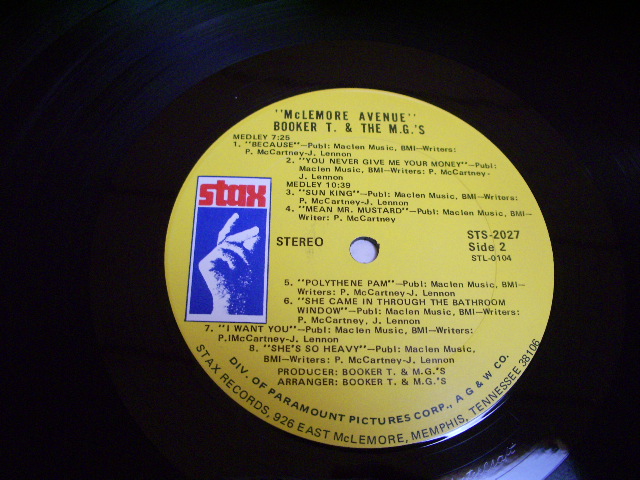 "McLEMORE AVENUE"
BOOKER T. & THE M.G.'S
MEDLEY 7:25
1. "BECAUSE"—Publ: Maclen Music, BMI—Writers:
P. McCartney-J. Lennon
2. "YOU NEVER GIVE ME YOUR MONEY"—Publ:
Maclen Music, BMI—Writers: P. McCartney-
J. Lennon
MEDLEY 10:39
3. "SUN KING"—Publ: Maclen Music, BMI—Writers:
P. McCartney-J. Lennon
4. "MEAN MR. MUSTARD"—Publ: Maclen Music, BMI—
Writer: P. McCartney
stax
STEREO
STS-2027
Side 2
STL-0104
5. "POLYTHENE PAM"—Publ: Maclen Music, BMI—
Writers: P. McCartney-J. Lennon
6. "SHE CAME IN THROUGH THE BATHROOM
WINDOW"—Publ: Maclen Music, BMI—Writers:
P. McCartney, J. Lennon
7. "I WANT YOU"—Publ: Maclen Music, BMI—Writers:
P.lMcCartney-J. Lennon
8. "SHE'S SO HEAVY"—Publ: Maclen Music,
BMI—Writers: P. McCartney-J. Lennon
PRODUCER: BOOKER T. & M.G.'S
ARRANGER: BOOKER T. & M.G.'S
DIV. OF PARAMOUNT PICTURES CORP., A G & W CO.
STAX RECORDS, 926 EAST McLEMORE, MEMPHIS, TENNESSEE 38106